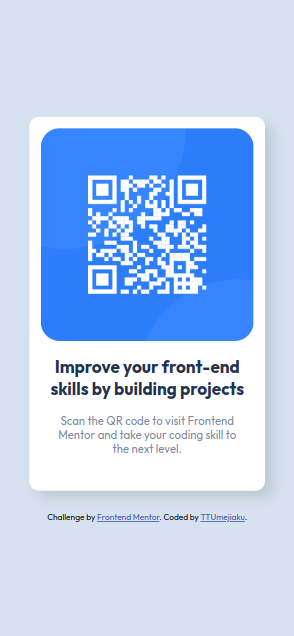 Improve your front-end
skills by building projects
Scan the QR code to visit Frontend
Mentor and take your coding skill to
the next level.
Challenge by Frontend Mentor. Coded by TTUmejiaku.